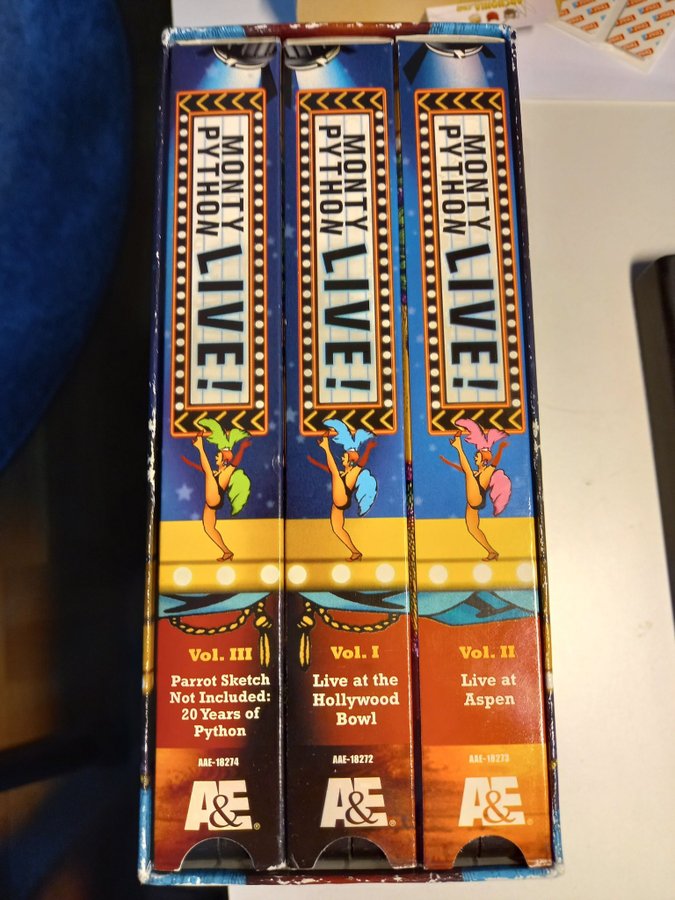 MONTY
PYTHON
LIVE!
Vol. III
Parrot Sketch
Not Included:
20 Years of
Python
AAE-18274
A&E
MONTY
PYTHON
LIVE!
Vol. I
Live at the
Hollywood
Bowl
AAE-18272
A&E
MONTY
PYTHON
LIVE!
Vol. II
Live at
Aspen
AAE-18273
A&E